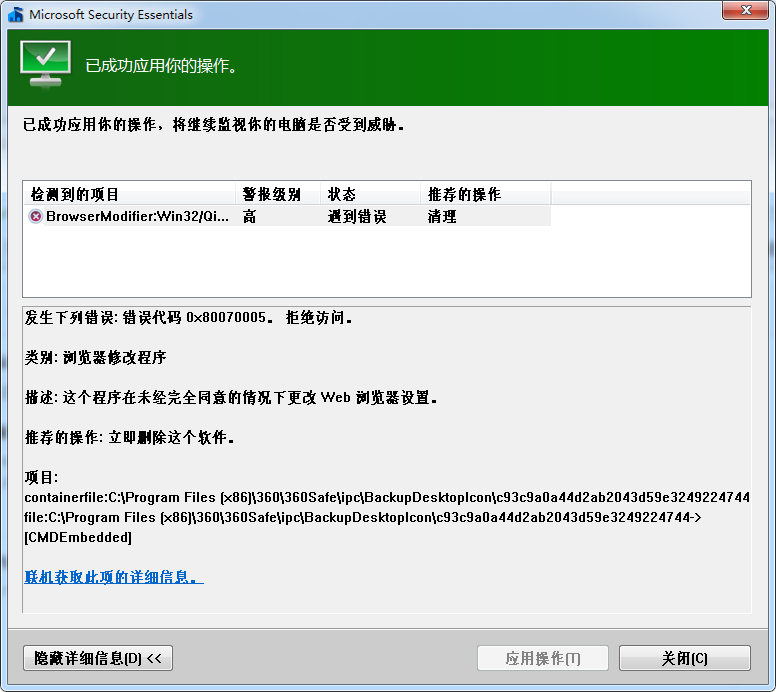 Microsoft Security Essentials
已成功应用你的操作。
已成功应用你的操作，将继续监视你的电脑是否受到威胁。
检测到的项目 警报级别 状态 推荐的操作
BrowserModifier:Win32/Qi... 高 遇到错误 清理
发生下列错误: 错误代码 0x80070005。 拒绝访问。
类别: 浏览器修改程序
描述: 这个程序在未经完全同意的情况下更改 Web 浏览器设置。
推荐的操作: 立即删除这个软件。
项目:
containerfile:C:\Program Files (x86)\360\360Safe\ipc\BackupDesktopIcon\c93c9a0a44d2ab2043d59e3249224744
file:C:\Program Files (x86)\360\360Safe\ipc\BackupDesktopIcon\c93c9a0a44d2ab2043d59e3249224744->
[CMDEmbedded]
联机获取此项的详细信息。
隐藏详细信息(D) << 应用操作(T) 关闭(C)